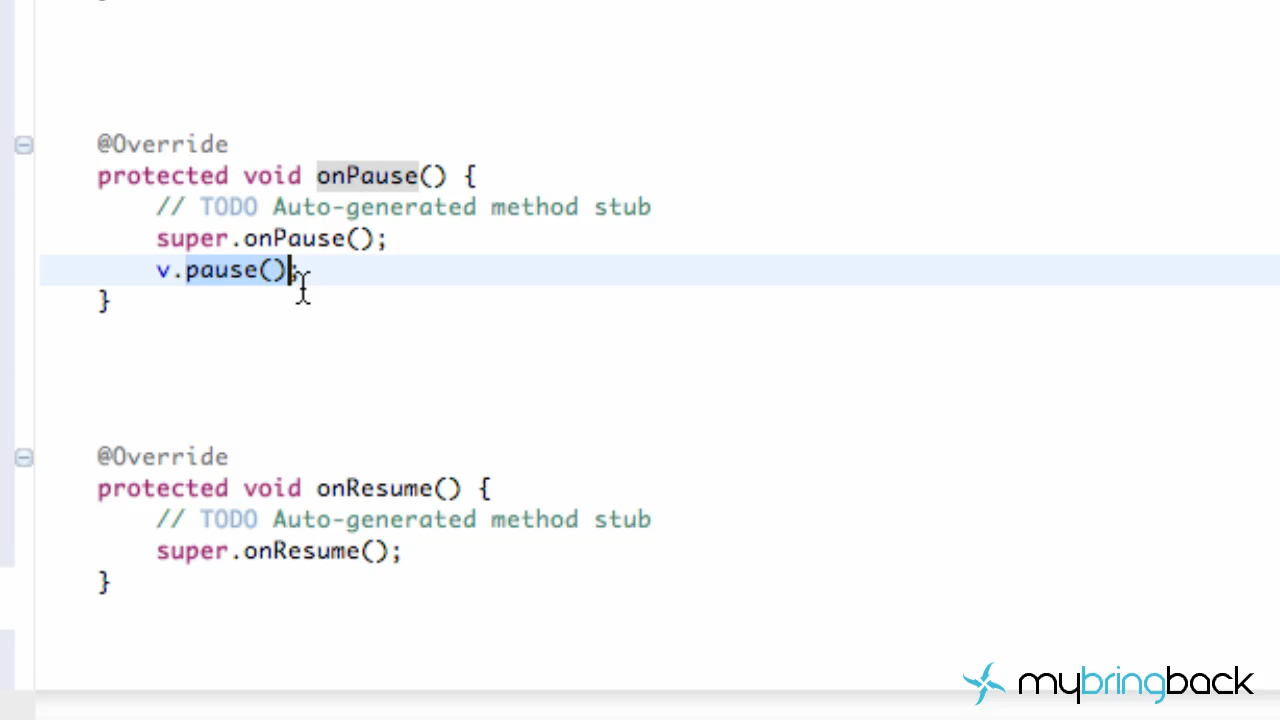 @Override
protected void onPause() {
// TODO Auto-generated method stub
super.onPause();
v.pause();
}
@Override
protected void onResume() {
// TODO Auto-generated method stub
super.onResume();
}
mybringback